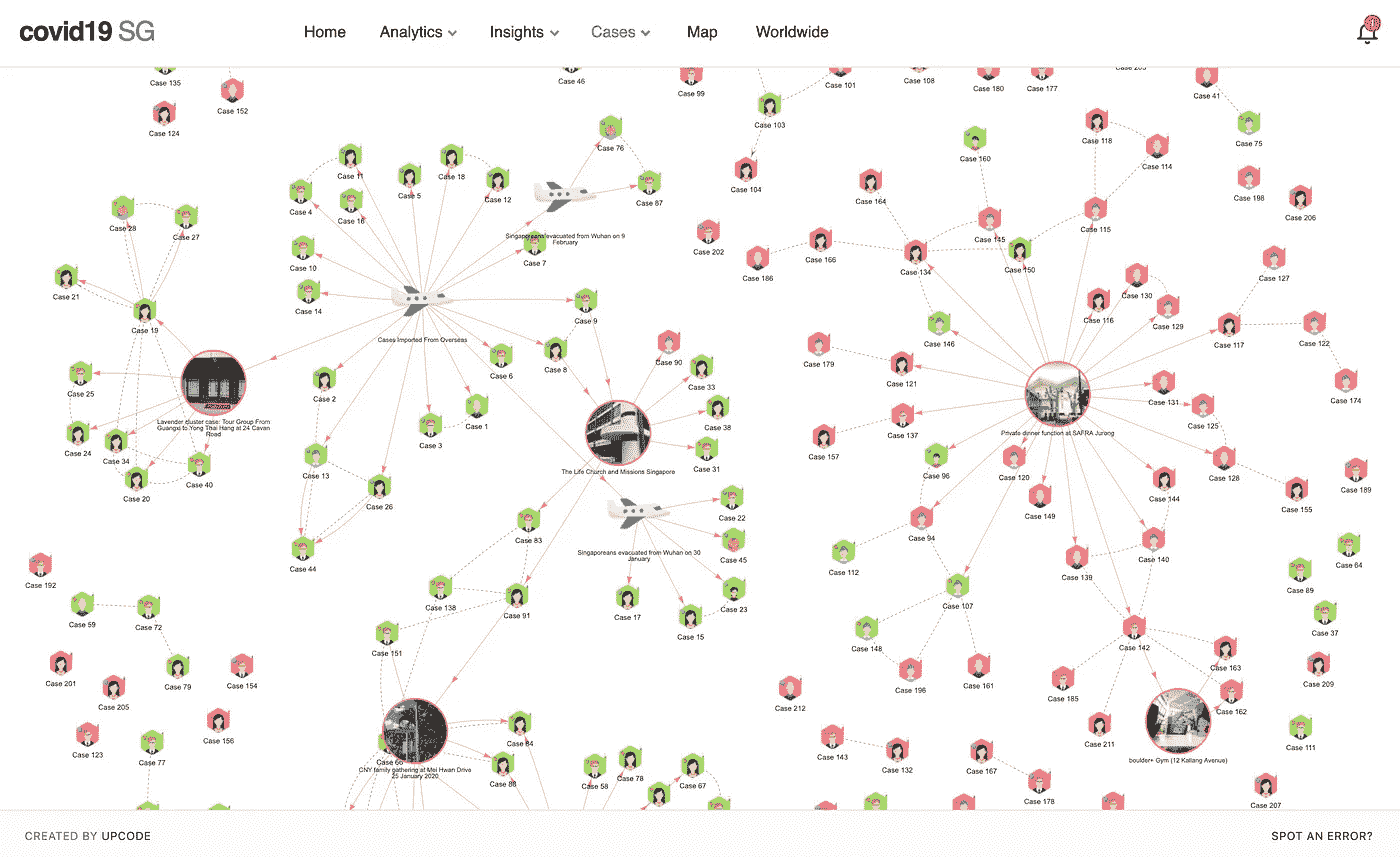 covid19 SG
Home
Analytics
Insights
Cases
Map
Worldwide
Case 135
Case 152
Case 124
Case 46
Case 99
Case 101
Case 108
Case 180
Case 177
Case 41
Case 103
Case 75
Case 76
Case 118
Case 160
Case 114
Case 104
Case 11
Case 18
Case 5
Case 4
Case 12
Case 87
Case 164
Case 198
Case 206
Case 16
Case 28
Case 27
Singaporeans evacuated from Wuhan on 9
February
Case 145
Case 115
Case 202
Case 10
Case 7
Case 166
Case 134
Case 150
Case 186
Case 127
Case 21
Case 14
Case 130
Case 19
Case 9
Case 116
Case 129
Cases Imported From Overseas
Case 146
Case 117
Case 122
Case 90
Case 179
Case 6
Case 8
Case 121
Case 33
Case 25
Case 2
Case 131
Case 174
Case 1
Case 38
Case 137
Case 125
Lavender cluster case: Tour Group From
Guangxi to Yong Thai Hang at 24 Cavan
Road
Private dinner function at SAFRA Jurong
Case 3
Case 24
Case 34
Case 157
Case 31
The Life Church and Missions Singapore
Case 13
Case 96
Case 120
Case 128
Case 40
Case 20
Case 189
Case 26
Case 144
Case 149
Case 155
Case 22
Case 94
Case 83
Singaporeans evacuated from Wuhan on 30
January
Case 45
Case 140
Case 44
Case 112
Case 64
Case 139
Case 192
Case 89
Case 107
Case 138
Case 23
Case 91
Case 17
Case 59
Case 72
Case 37
Case 15
Case 148
Case 142
Case 151
Case 163
Case 201
Case 79
Case 154
Case 196
Case 161
Case 209
Case 185
Case 205
Case 212
Case 162
Case 156
Case 84
Case 211
Case 111
Case 123
Case 77
Case 66
CNY family gathering at Mei Hwan Drive
25 January 2020
Case 143
Case 132
Case 167
boulder+ Gym (12 Kallang Avenue)
Case 88
Case 58
Case 78
Case 67
Case 178
Case 207
CREATED BY UPCODE
SPOT AN ERROR?